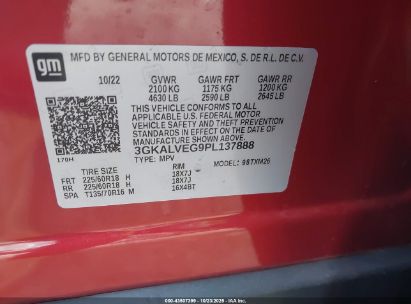 gm
BY GENERAL MOTORS DE MEXICO, S. DE R.L. DE C.V.
10/22 GVWR GAWR FRT GAWR RR
2100 KG 1175 KG 1200 KG
4630 LB 2590 LB 2645 LB
THIS VEHICLE CONFORMS TO ALL
APPLICABLE U.S. FEDERAL MOTOR
VEHICLE SAFETY, BUMPER, AND THEFT
PREVENTION STANDARDS IN EFFECT
ON THE DATE OF MANUFACTURE
SHOWN ABOVE.
3GKALVEG9PL137888
170H TYPE: MPV MODEL: 98TXM26
TIRE SIZE RIM
FRT 225/60R18 H 18X7J
RR 225/60R18 H 18X7J
SPA T135/70R16 M 16X4BT